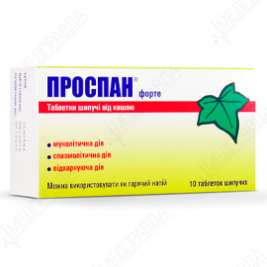 ПРОСПАН®
форте
Таблетки шипучі від кашлю
муколітична дія
спазмолітична дія
відхаркуюча дія
Можна використовувати як гарячий напій
10 таблеток шипучих